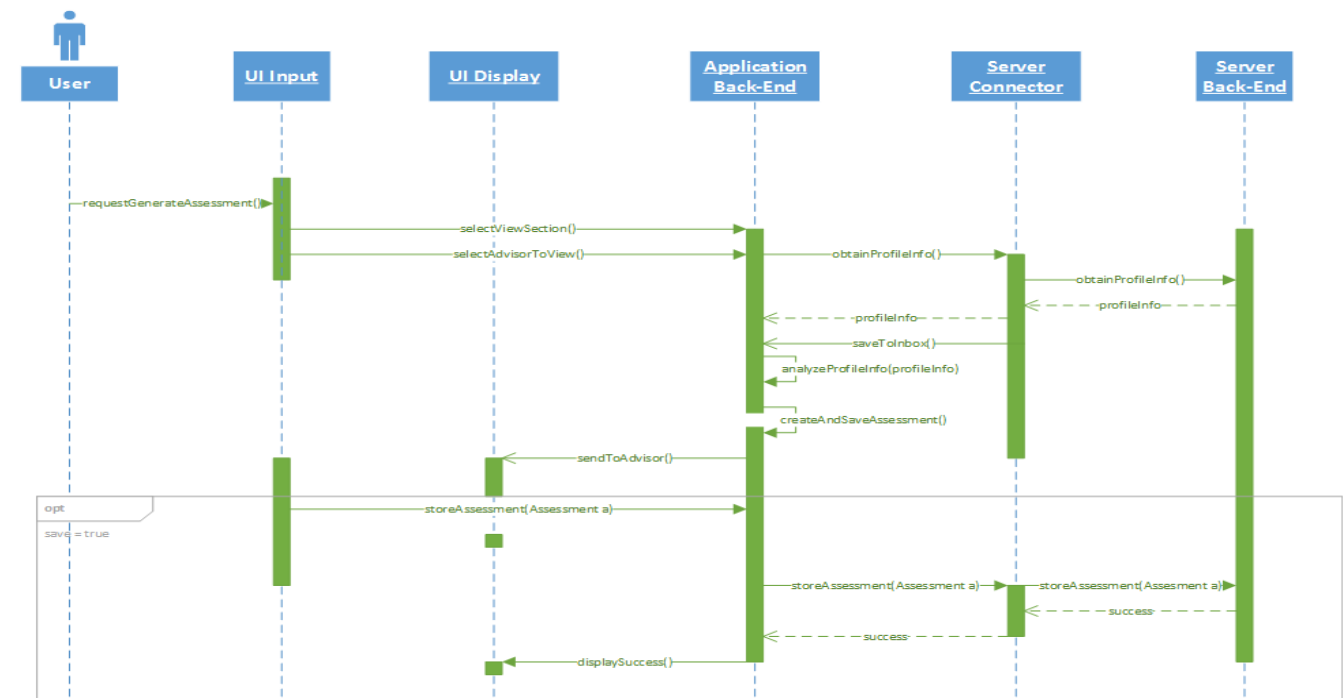 User
UI Input
UI Display
Application
Back-End
Server
Connector
Server
Back-End
requestGenerateAssessment()
selectViewSection()
selectAdvisorToView()
obtainProfileInfo()
obtainProfileInfo()
profileInfo
profileInfo
saveToInbox()
analyzeProfileInfo(profileInfo)
createAndSaveAssessment()
sendToAdvisor()
opt
storeAssessment(Assessment a)
save = true
storeAssessment(Assessment a)
storeAssessment(Assesment a)
success
success
displaySuccess()